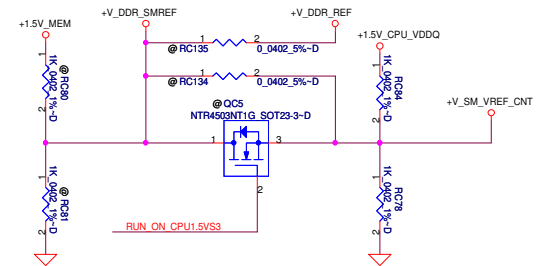 +V_DDR_SMREF
+V_DDR_REF
+1.5V_MEM
1
2
@ RC135
0_0402_5%~D
+1.5V_CPU_VDDQ
1
2
@ RC134
0_0402_5%~D
1
2
1K_0402_1%~D
@ RC80
@ QC5
NTR4503NT1G_SOT23-3~D
1
2
1K_0402_1%~D
RC84
+V_SM_VREF_CNT
1
3
2
1
2
1K_0402_1%~D
@ RC81
1
2
1K_0402_1%~D
RC78
RUN_ON_CPU1.5VS3